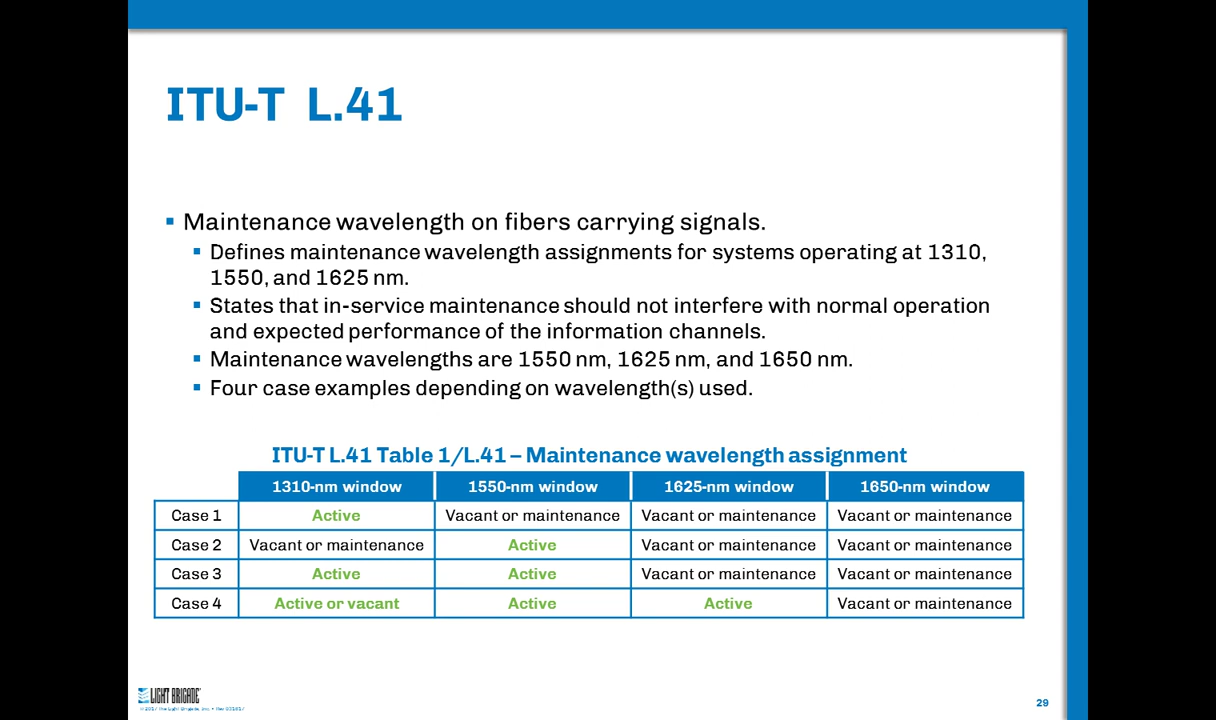 ITU-T L.41
Maintenance wavelength on fibers carrying signals.
Defines maintenance wavelength assignments for systems operating at 1310,
1550, and 1625 nm.
States that in-service maintenance should not interfere with normal operation
and expected performance of the information channels.
Maintenance wavelengths are 1550 nm, 1625 nm, and 1650 nm.
Four case examples depending on wavelength(s) used.
ITU-T L.41 Table 1/L.41 – Maintenance wavelength assignment
1310-nm window 1550-nm window 1625-nm window 1650-nm window
Case 1 Active Vacant or maintenance Vacant or maintenance Vacant or maintenance
Case 2 Vacant or maintenance Active Vacant or maintenance Vacant or maintenance
Case 3 Active Active Vacant or maintenance Vacant or maintenance
Case 4 Active or vacant Active Active Vacant or maintenance
LIGHT BRIGADE
© 2017 The Light Brigade, Inc.
29